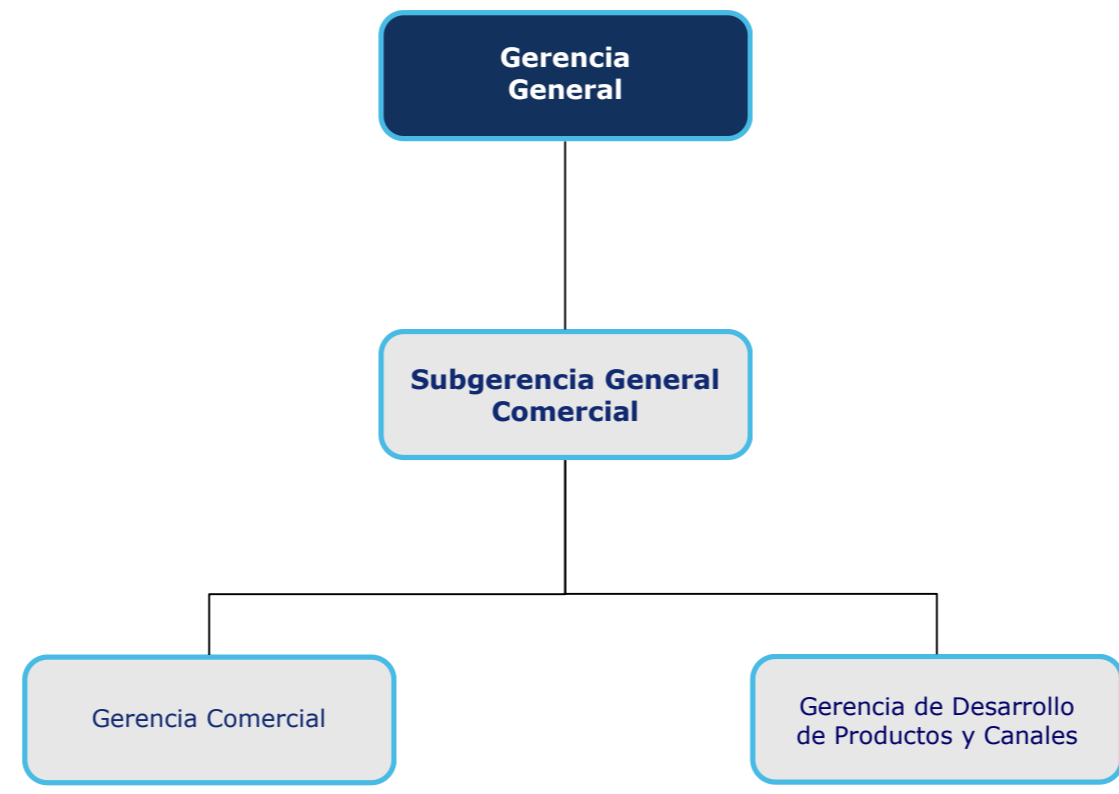 Gerencia
General
Subgerencia General
Comercial
Gerencia Comercial
Gerencia de Desarrollo
de Productos y Canales